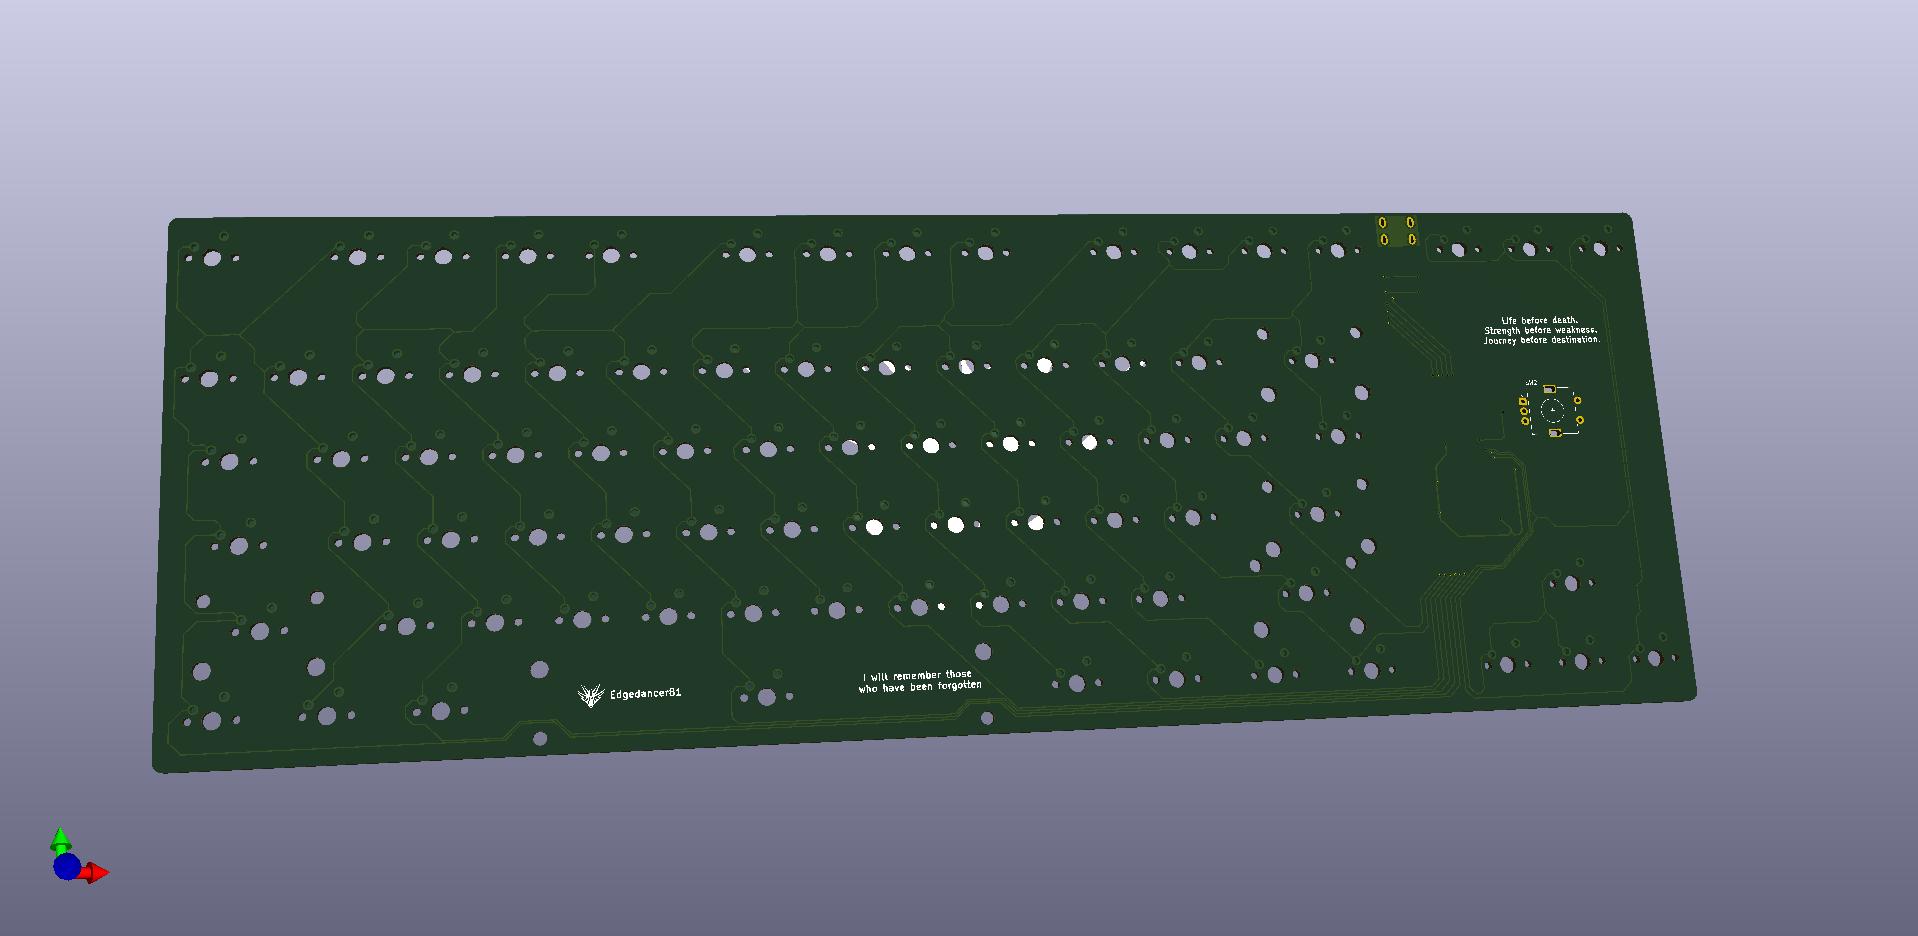 Life before death.
Strength before weakness.
Journey before destination.
I will remember those
who have been forgotten
Edgedancer81